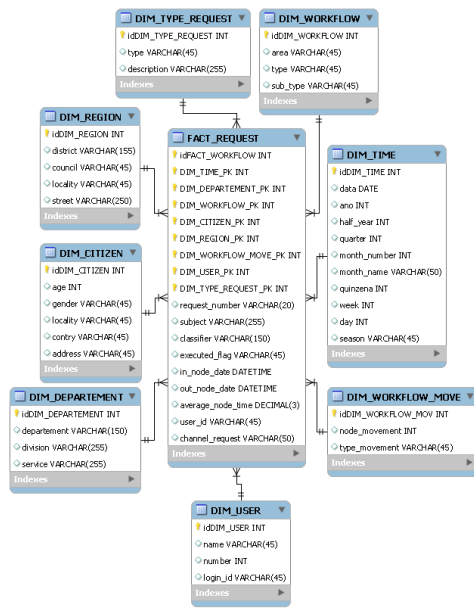 DIM_TYPE_REQUEST
idDIM_TYPE_REQUEST INT
type VARCHAR(45)
description VARCHAR(255)
Indexes
DIM_WORKFLOW
idDIM_WORKFLOW INT
area VARCHAR(45)
type VARCHAR(45)
sub_type VARCHAR(45)
Indexes
DIM_REGION
idDIM_REGION INT
district VARCHAR(155)
council VARCHAR(45)
locality VARCHAR(45)
street VARCHAR(250)
Indexes
FACT_REQUEST
idFACT_WORKFLOW INT
DIM_TIME_PK INT
DIM_DEPARTEMENT_PK INT
DIM_WORKFLOW_PK INT
DIM_CITIZEN_PK INT
DIM_REGION_PK INT
DIM_WORKFLOW_MOVE_PK INT
DIM_USER_PK INT
DIM_TYPE_REQUEST_PK INT
request_number VARCHAR(20)
subject VARCHAR(255)
classifier VARCHAR(150)
executed_flag VARCHAR(45)
in_node_date DATETIME
out_node_date DATETIME
average_node_time DECIMAL(3)
user_id VARCHAR(45)
channel_request VARCHAR(50)
Indexes
DIM_TIME
idDIM_TIME INT
data DATE
ano INT
half_year INT
quarter INT
month_number INT
month_name VARCHAR(50)
quinzena INT
week INT
day INT
season VARCHAR(45)
Indexes
DIM_CITIZEN
idDIM_CITIZEN INT
age INT
gender VARCHAR(45)
locality VARCHAR(45)
contry VARCHAR(45)
address VARCHAR(45)
Indexes
DIM_DEPARTEMENT
idDIM_DEPARTEMENT INT
departement VARCHAR(150)
division VARCHAR(255)
service VARCHAR(255)
Indexes
DIM_WORKFLOW_MOVE
idDIM_WORKFLOW_MOV INT
node_movement INT
type_movement VARCHAR(45)
Indexes
DIM_USER
idDIM_USER INT
name VARCHAR(45)
number INT
login_id VARCHAR(45)
Indexes